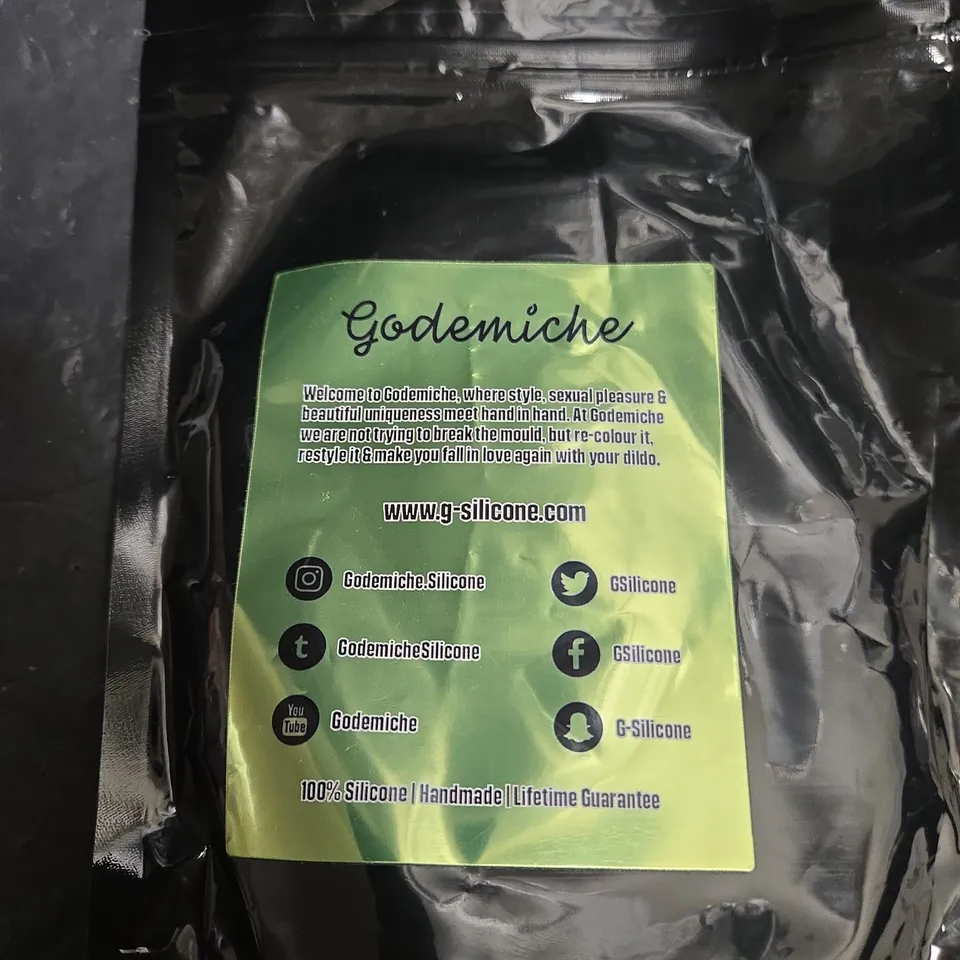 Godemiche
Welcome to Godemiche, where style, sexual pleasure &
beautiful uniqueness meet hand in hand. At Godemiche
we are not trying to break the mould, but re-colour it,
restyle it & make you fall in love again with your dildo.
www.g-silicone.com
Godemiche.Silicone
GSilicone
t
GodemicheSilicone
f
GSilicone
You
Tube
Godemiche
G-Silicone
100% Silicone | Handmade | Lifetime Guarantee